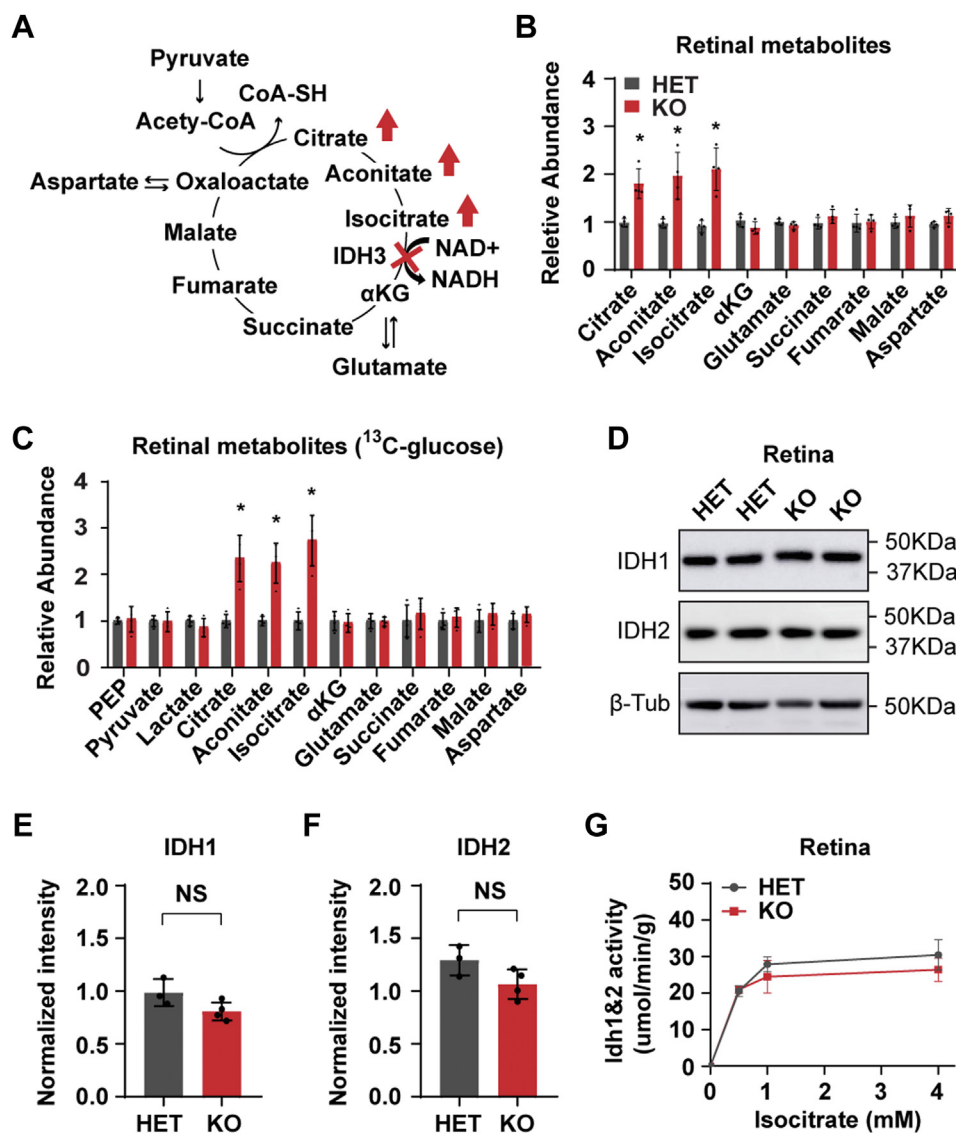 A
Pyruvate
CoA-SH
Acety-CoA
Citrate
Aconitate
Aspartate
Oxaloactate
Isocitrate
Malate
IDH3
NAD+
NADH
Fumarate
αKG
Succinate
Glutamate
B
Retinal metabolites
HET
KO
Reletive Abundance
4
3
2
1
0
*
*
*
Citrate
Aconitate
Isocitrate
αKG
Glutamate
Succinate
Fumarate
Malate
Aspartate
C
Retinal metabolites (¹³C-glucose)
Relative Abundance
4
3
2
1
0
*
*
*
PEP
Pyruvate
Lactate
Citrate
Aconitate
Isocitrate
αKG
Glutamate
Succinate
Fumarate
Malate
Aspartate
D
Retina
HET HET KO KO
IDH1
50KDa
37KDa
IDH2
50KDa
37KDa
β-Tub
50KDa
E
IDH1
Normalized intensity
2.0
1.5
1.0
0.5
0.0
NS
HET KO
F
IDH2
Normalized intensity
2.0
1.5
1.0
0.5
0.0
NS
HET KO
G
Retina
HET
KO
Idh1&2 activity
(umol/min/g)
50
40
30
20
10
0
0 1 2 3 4
Isocitrate (mM)